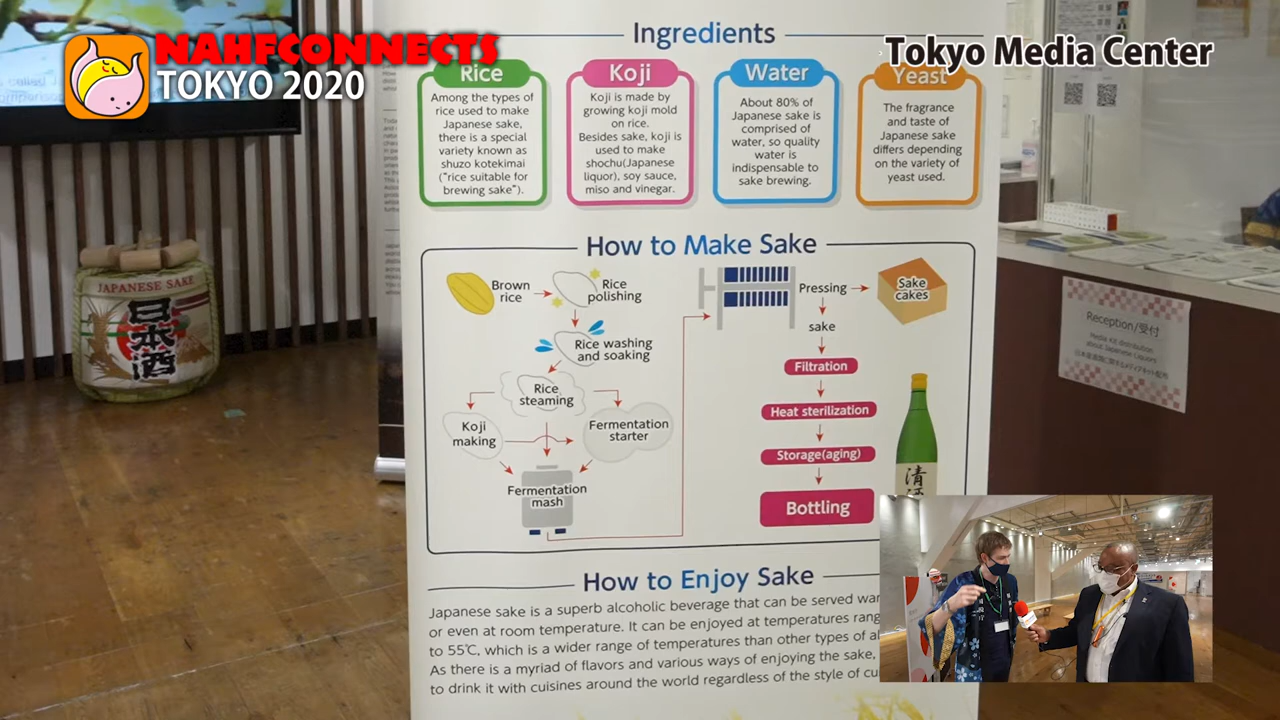 NAHFCONNECTS
TOKYO 2020
Tokyo Media Center
Ingredients
Rice
Among the types of
rice used to make
Japanese sake,
there is a special
variety known as
shuzo kotekimai
("rice suitable for
brewing sake").
Koji
Koji is made by
growing koji mold
on rice.
Besides sake, koji is
used to make
shochu(Japanese
liquor), soy sauce,
miso and vinegar.
Water
About 80% of
Japanese sake is
comprised of
water, so quality
water is
indispensable to
sake brewing.
Yeast
The fragrance
and taste of
Japanese sake
differs depending
on the variety of
yeast used.
How to Make Sake
Brown
rice
Rice
polishing
Rice washing
and soaking
Rice
steaming
Koji
making
Fermentation
starter
Fermentation
mash
Pressing
Sake
cakes
sake
Filtration
Heat sterilization
Storage(aging)
Bottling
清
How to Enjoy Sake
Japanese sake is a superb alcoholic beverage that can be served
or even at room temperature. It can be enjoyed at temperatures
to 55℃, which is a wider range of temperatures than other types of
As there is a myriad of flavors and various ways of enjoying the sake,
to drink it with cuisines around the world regardless of the style of
JAPANESE SAKE
日本酒
Reception/受付
Media Kit distribution
about Japanese Liquors